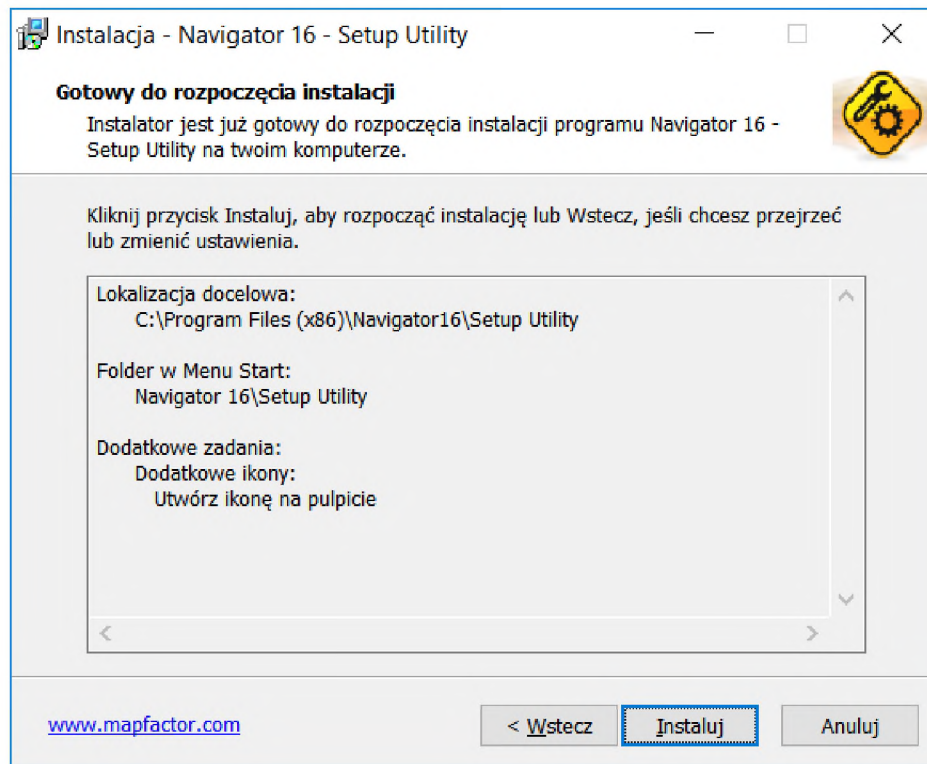 Instalacja - Navigator 16 - Setup Utility
Gotowy do rozpoczęcia instalacji
Instalator jest już gotowy do rozpoczęcia instalacji programu Navigator 16 -
Setup Utility na twoim komputerze.
Kliknij przycisk Instaluj, aby rozpocząć instalację lub Wstecz, jeśli chcesz przejrzeć
lub zmienić ustawienia.
Lokalizacja docelowa:
C:\Program Files (x86)\Navigator16\Setup Utility
Folder w Menu Start:
Navigator 16\Setup Utility
Dodatkowe zadania:
Dodatkowe ikony:
Utwórz ikonę na pulpicie
www.mapfactor.com
< Wstecz
Instaluj
Anuluj